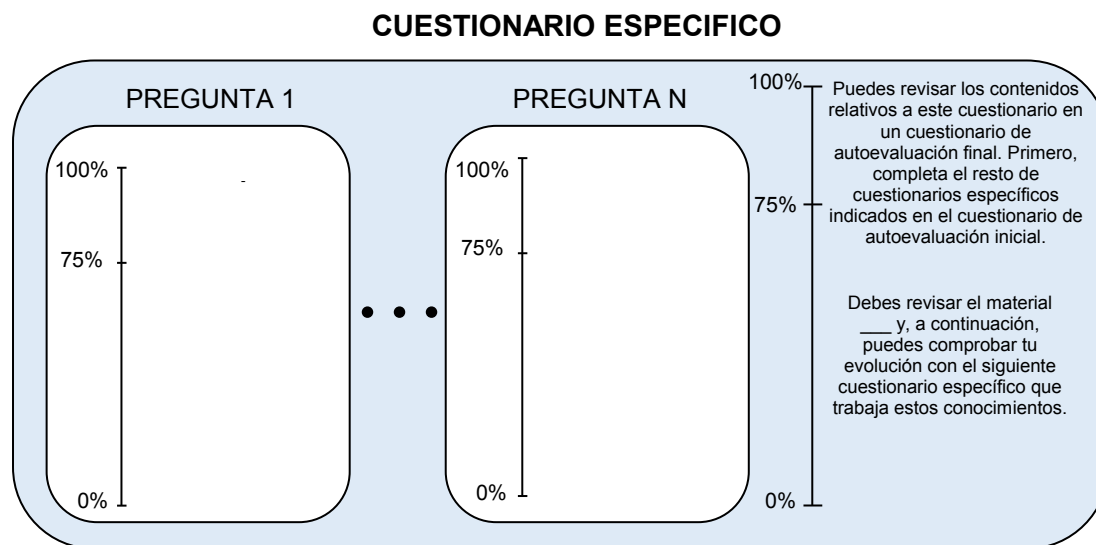 CUESTIONARIO ESPECIFICO
PREGUNTA 1
100%
-
75%
0%
PREGUNTA N
100%
75%
0%
100%
75%
0%
Puedes revisar los contenidos
relativos a este cuestionario en
un cuestionario de
autoevaluación final. Primero,
completa el resto de
cuestionarios específicos
indicados en el cuestionario de
autoevaluación inicial.
Debes revisar el material
___ y, a continuación,
puedes comprobar tu
evolución con el siguiente
cuestionario específico que
trabaja estos conocimientos.